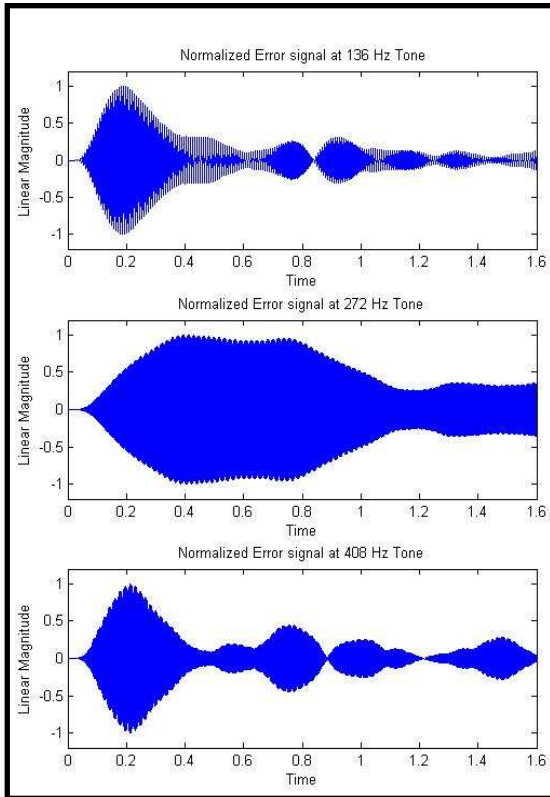 Normalized Error signal at 136 Hz Tone
1
0.5
0
-0.5
-1
Linear Magnitude
0 0.2 0.4 0.6 0.8 1 1.2 1.4 1.6
Time
Normalized Error signal at 272 Hz Tone
1
0.5
0
-0.5
-1
Linear Magnitude
0 0.2 0.4 0.6 0.8 1 1.2 1.4 1.6
Time
Normalized Error signal at 408 Hz Tone
1
0.5
0
-0.5
-1
Linear Magnitude
0 0.2 0.4 0.6 0.8 1 1.2 1.4 1.6
Time